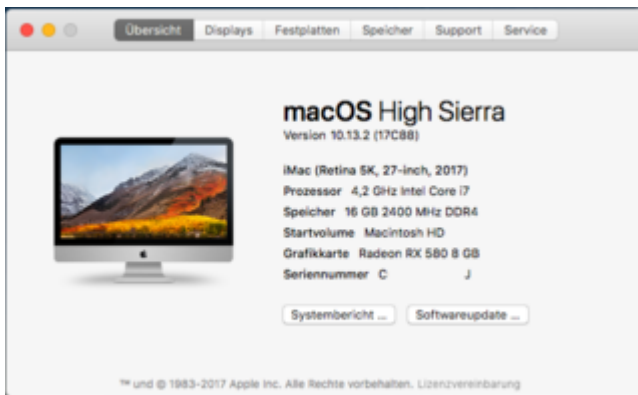 Übersicht Displays Festplatten Speicher Support Service
macOS High Sierra
Version 10.13.2 (17C88)
iMac (Retina 5K, 27-inch, 2017)
Prozessor 4,2 GHz Intel Core i7
Speicher 16 GB 2400 MHz DDR4
Startvolume Macintosh HD
Grafikkarte Radeon RX 580 8 GB
Seriennummer C J
Systembericht ... Softwareupdate ...
™ und © 1983-2017 Apple Inc. Alle Rechte vorbehalten. Lizenzvereinbarung